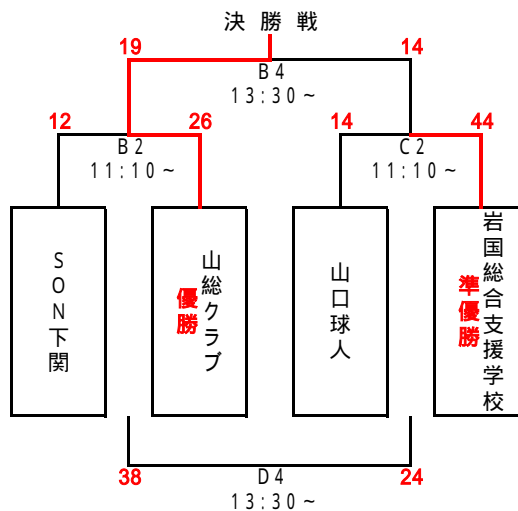 決勝戦
19
14
B4
13:30~
12
26
14
44
B2
11:10~
C2
11:10~
SON下関
山総クラブ
優勝
山口球人
岩国総合支援学校
準優勝
38
24
D4
13:30~